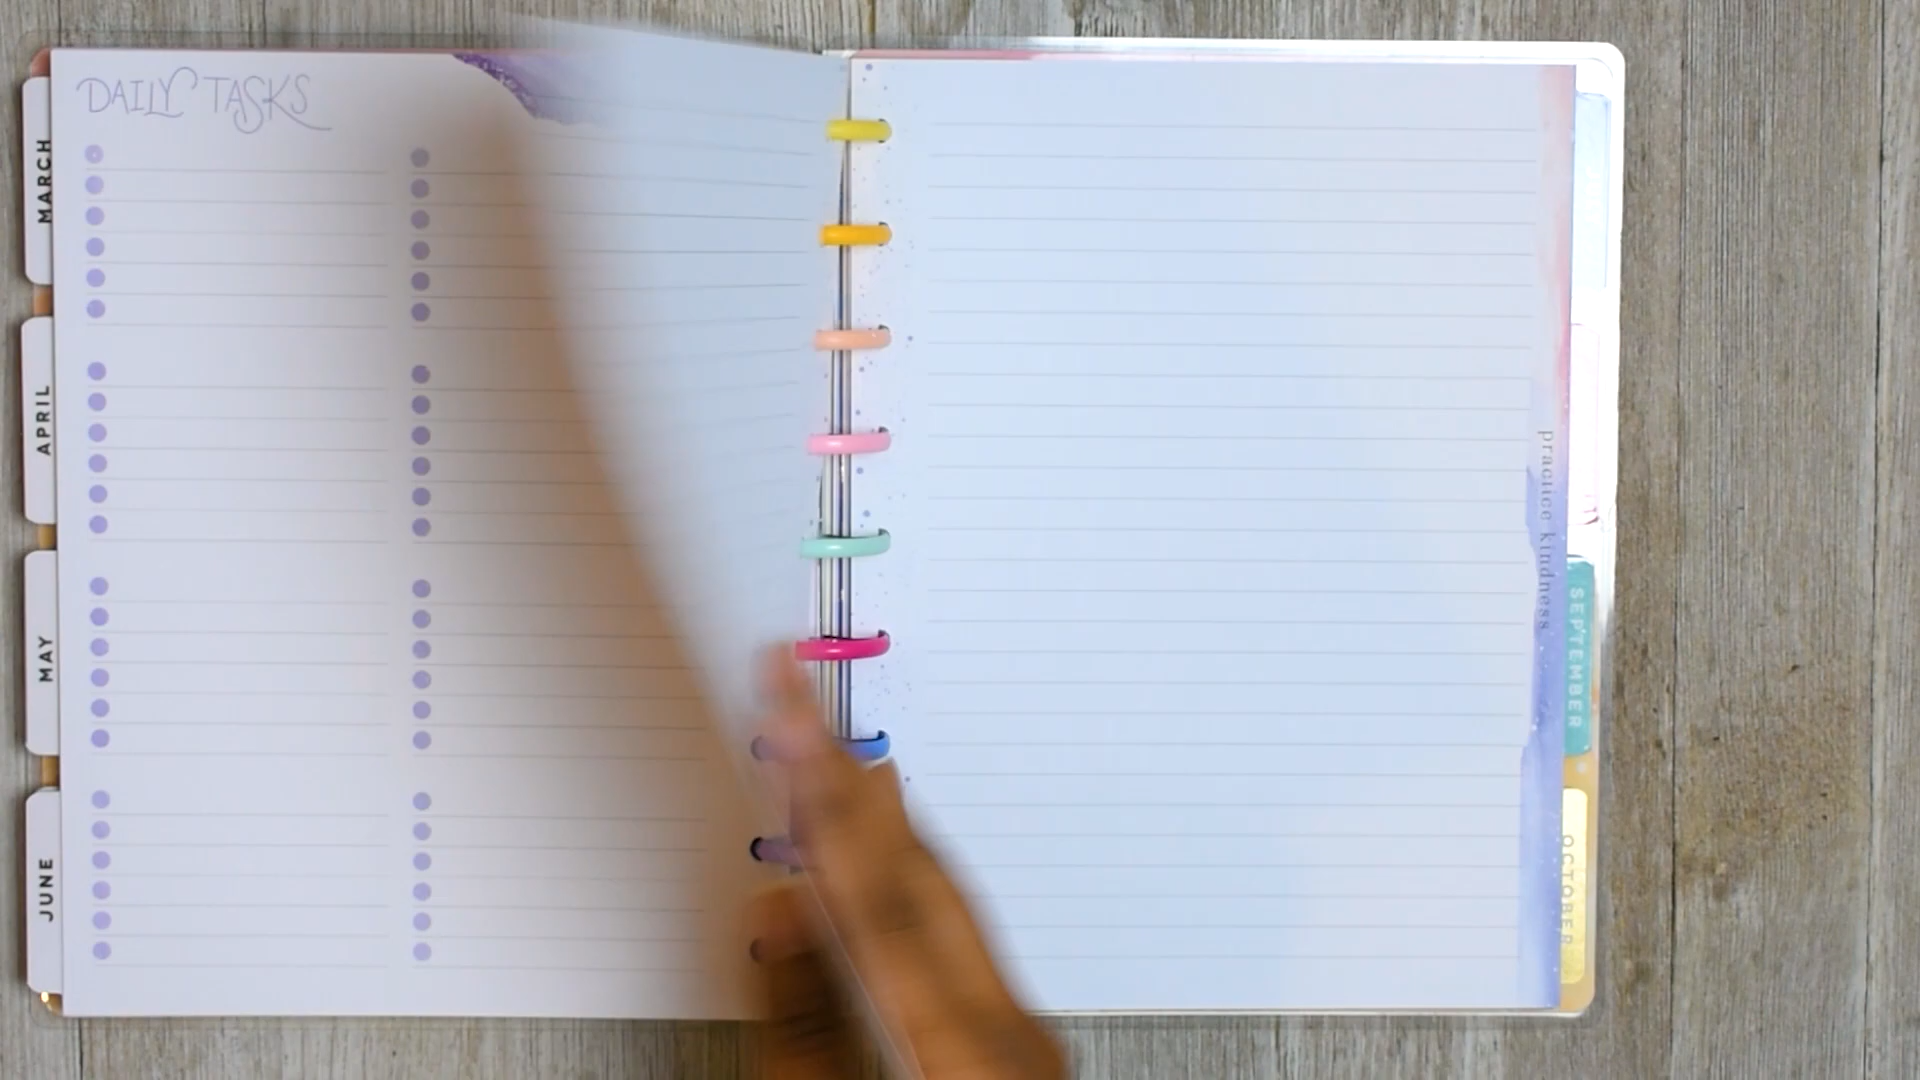 DAILY TASKS
MARCH
APRIL
MAY
JUNE
practice kindness
SEPTEMBER
OCTOBER